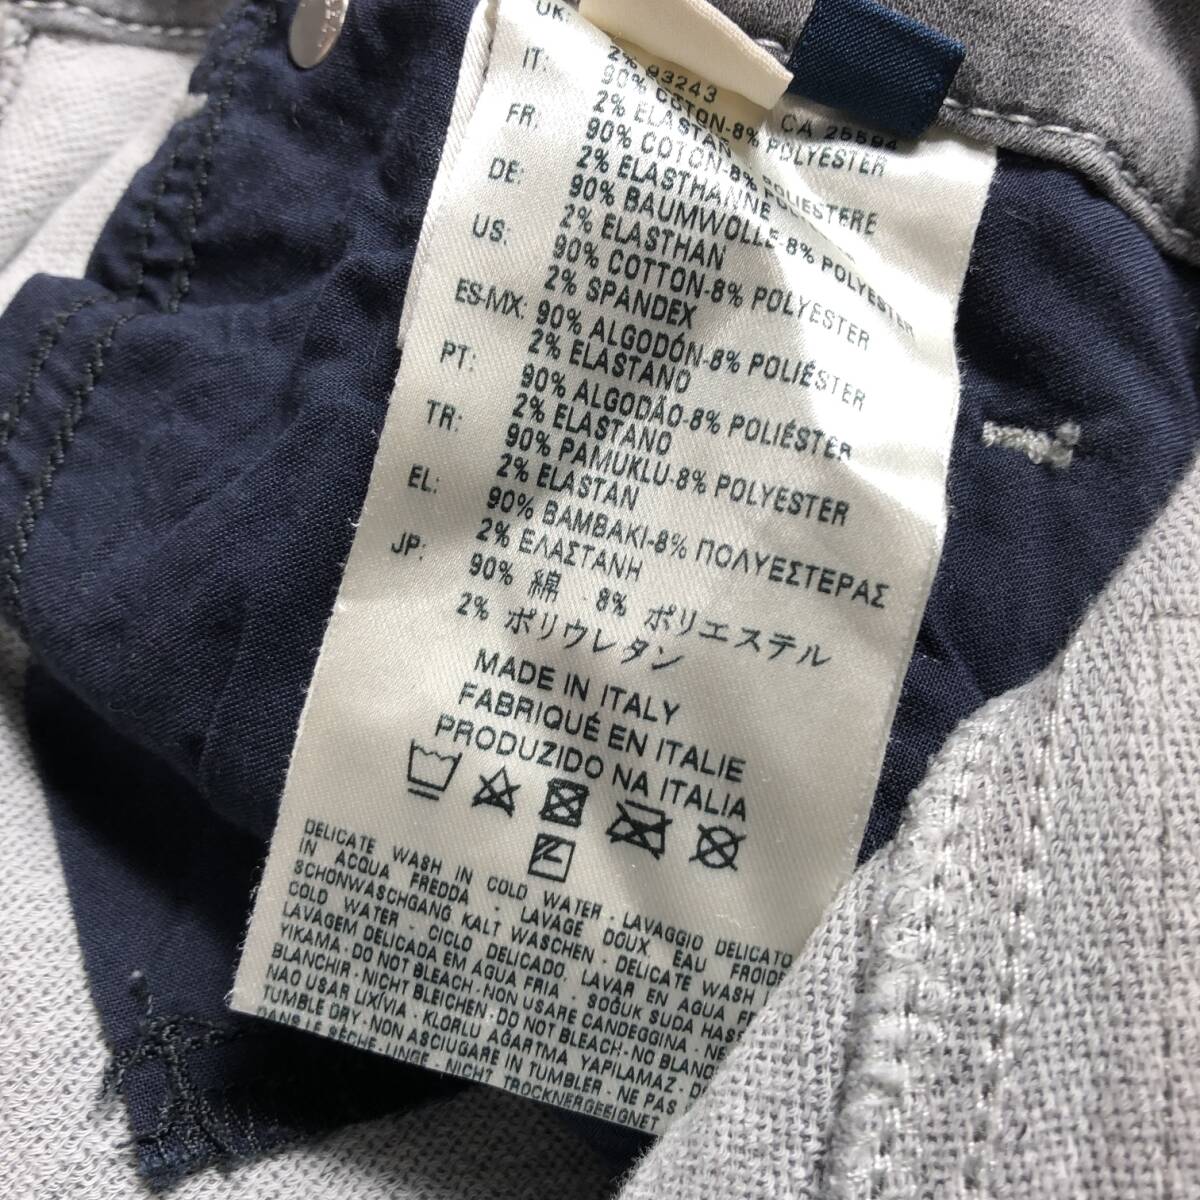 UK:
2% 93243
CA 25594
IT: 90% COTON-8% POLYESTER
2% ELASTAN
FR: 90% COTON-8% POLIESTERE
2% ELASTHANNE
DE: 90% BAUMWOLLE-8% POLYESTER
2% ELASTHAN
US: 90% COTTON-8% POLYESTER
2% SPANDEX
ES-MX: 90% ALGODÓN-8% POLIÉSTER
2% ELASTANO
PT: 90% ALGODÃO-8% POLIÉSTER
2% ELASTANO
TR: 90% PAMUKLU-8% POLYESTER
2% ELASTAN
EL: 90% BAMBAKI-8% ΠΟΛΥΕΣΤΕΡΑΣ
2% ΕΛΑΣΤΑΝΗ
JP: 90% 綿 8% ポリエステル
2% ポリウレタン
MADE IN ITALY
FABRIQUÉ EN ITALIE
PRODUZIDO NA ITALIA
DELICATE WASH IN COLD WATER - LAVAGGIO DELICATO
IN ACQUA FREDDA - LAVAGE DOUX EAU FROIDE
SCHONWASCHGANG KALT WASCHEN - DELICATE WASH
COLD WATER - CICLO DELICADO, LAVAR EN AGUA
LAVAGEM DELICADA EM AGUA FRIA - SOĞUK SUDA HASS
YIKAMA - DO NOT BLEACH - NON USARE CANDEGGINA - NE
BLANCHIR - NICHT BLEICHEN - DO NOT BLEACH - NO BLANQ
NAO USAR LIXÍVIA - KLORLU AĞARTMA YAPILAMAZ - D
TUMBLE DRY - NON ASCIUGARE IN TUMBLER - NE PAS
DANS LE SÈCHE-LINGE - NICHT TROCKNERGEEIGNET